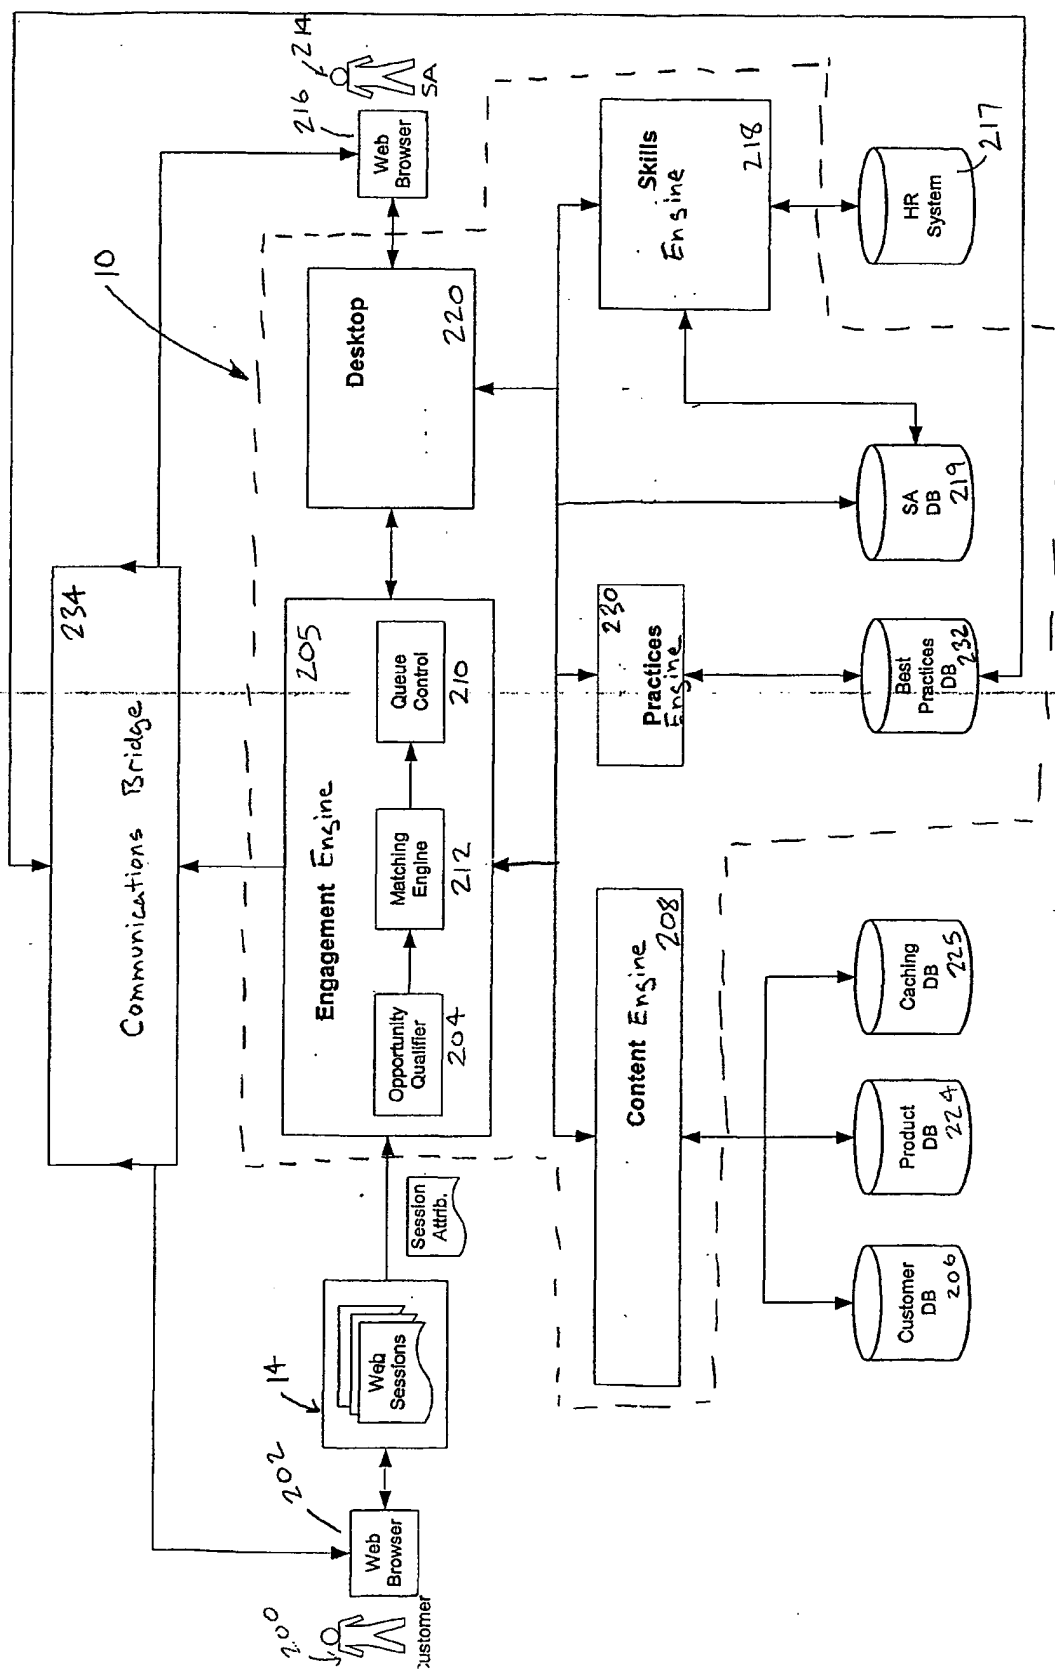 234
Communications Bridge
10
214
216
SA
Web
Browser
200
Customer
202
Web
Browser
14
Web
Sessions
Session
Attrib.
205
Engagement Engine
Opportunity
Qualifier
204
Matching
Engine
212
Queue
Control
210
Desktop
220
Content Engine
208
Practices
Engine
230
Skills
Engine
218
Customer
DB
206
Product
DB
224
Caching
DB
225
Best
Practices
DB
232
SA
DB
219
HR
System
217